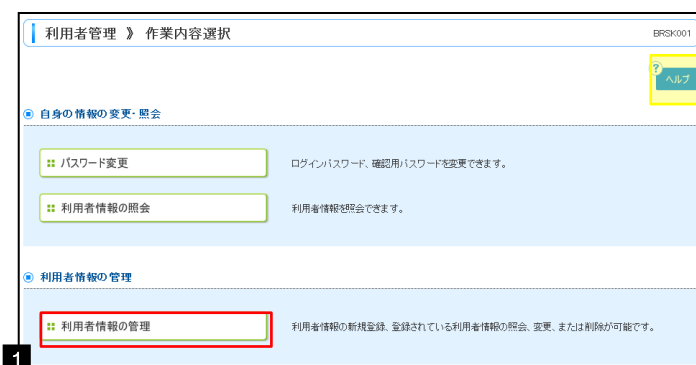 利用者管理 》 作業内容選択
BRSK001
? ヘルプ
自身の情報の変更・照会
パスワード変更
ログインパスワード、確認用パスワードを変更できます。
利用者情報の照会
利用者情報を照会できます。
利用者情報の管理
利用者情報の管理
利用者情報の新規登録、登録されている利用者情報の照会、変更、または削除が可能です。
1